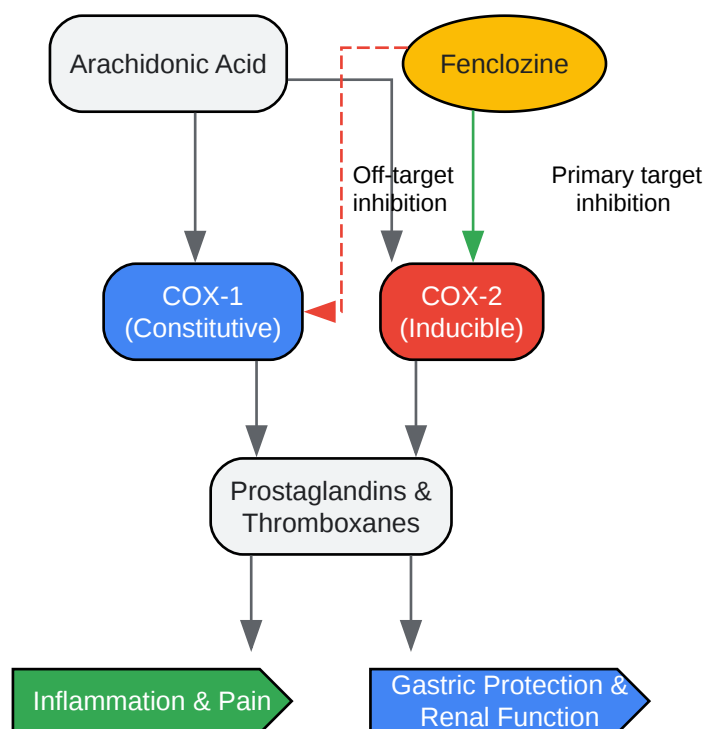 Arachidonic Acid
Fenclozine
Off-target
inhibition
Primary target
inhibition
COX-1
(Constitutive)
COX-2
(Inducible)
Prostaglandins &
Thromboxanes
Inflammation & Pain
Gastric Protection &
Renal Function